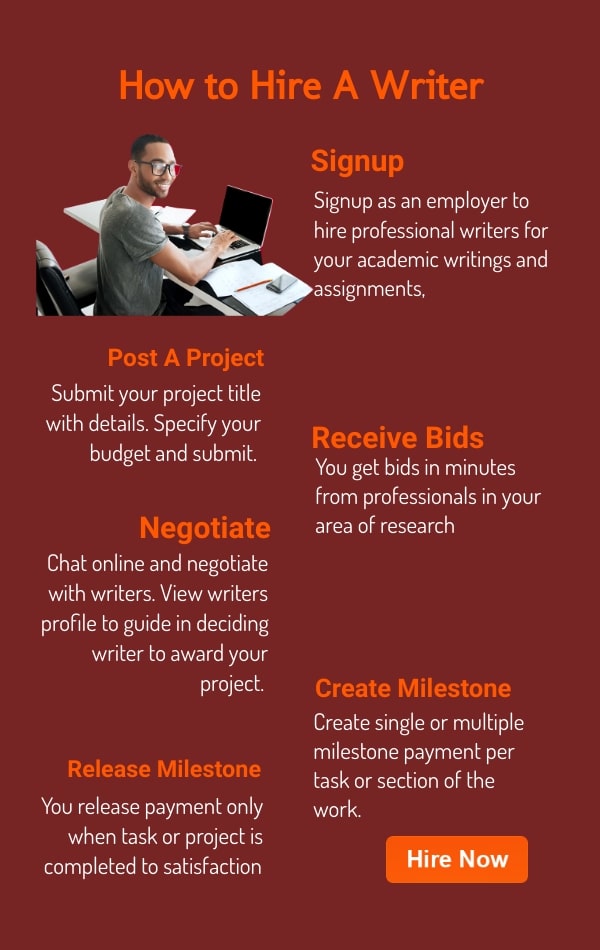 How to Hire A Writer
Signup
Signup as an employer to
hire professional writers for
your academic writings and
assignments,
Post A Project
Submit your project title
with details. Specify your
budget and submit.
Receive Bids
You get bids in minutes
from professionals in your
area of research
Negotiate
Chat online and negotiate
with writers. View writers
profile to guide in deciding
writer to award your
project.
Create Milestone
Create single or multiple
milestone payment per
task or section of the
work.
Release Milestone
You release payment only
when task or project is
completed to satisfaction
Hire Now